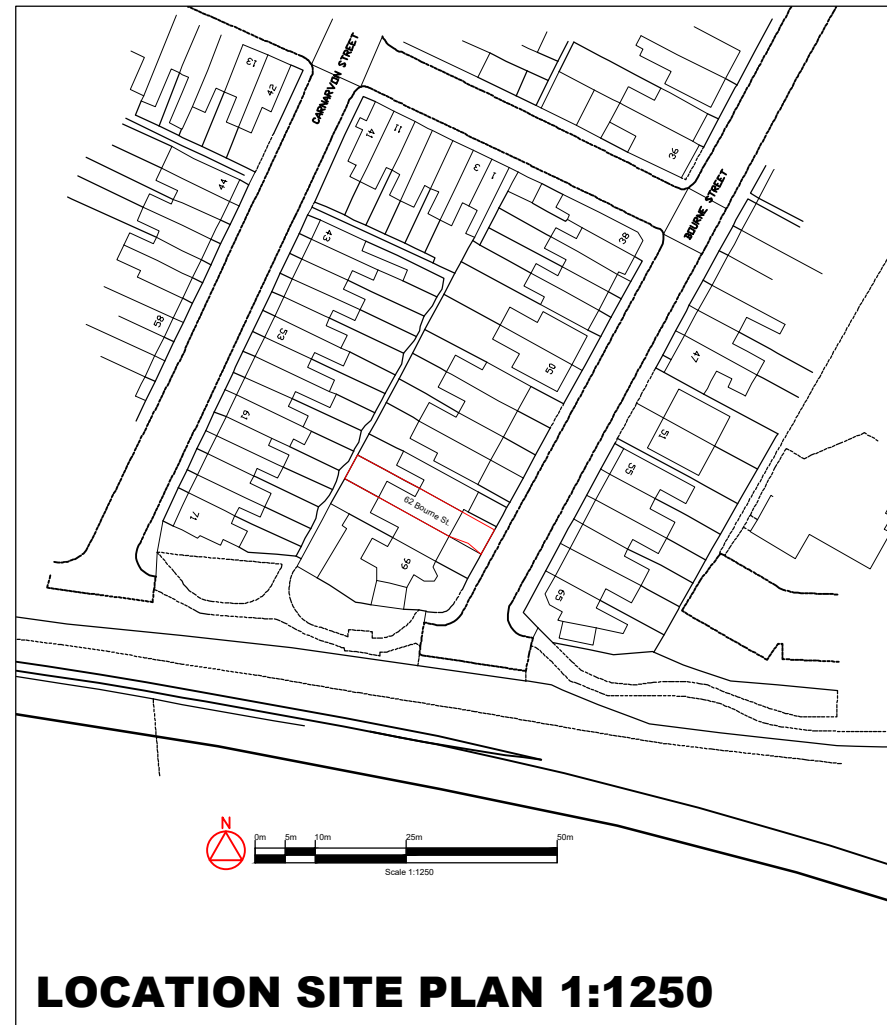 13
42
CARNARVON STREET
41
11
3
1
36
BOURNE STREET
44
43
38
58
53
50
47
61
51
55
71
62 Bourne St.
66
65
N
0m 5m 10m 25m 50m
Scale 1:1250
LOCATION SITE PLAN 1:1250